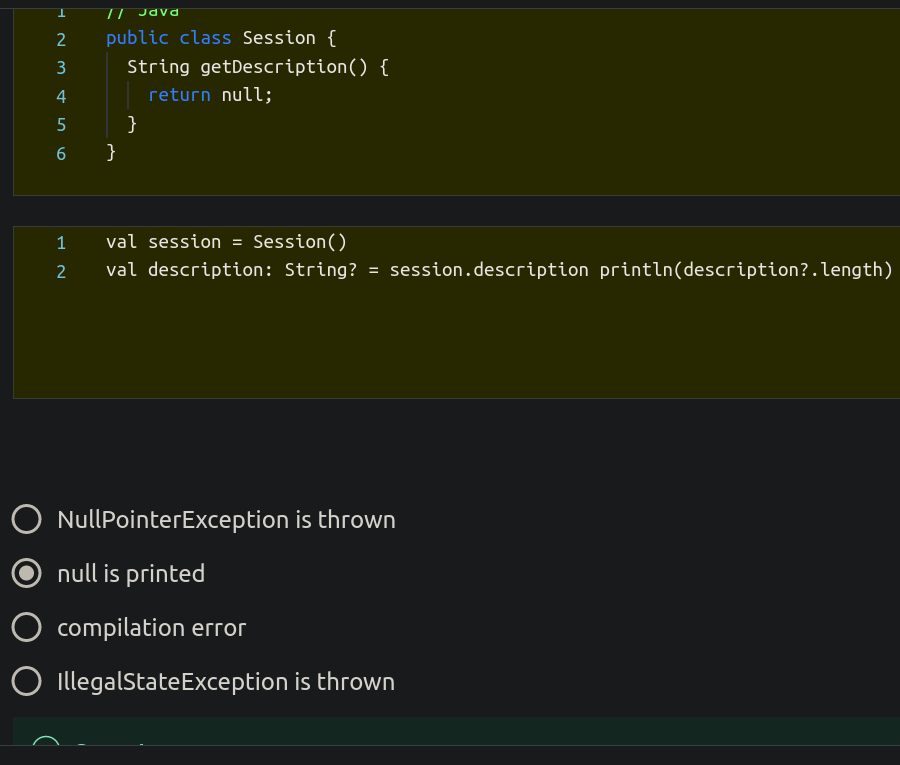 1 // Java
2 public class Session {
3 String getDescription() {
4 return null;
5 }
6 }
1 val session = Session()
2 val description: String? = session.description println(description?.length)
NullPointerException is thrown
null is printed
compilation error
IllegalStateException is thrown